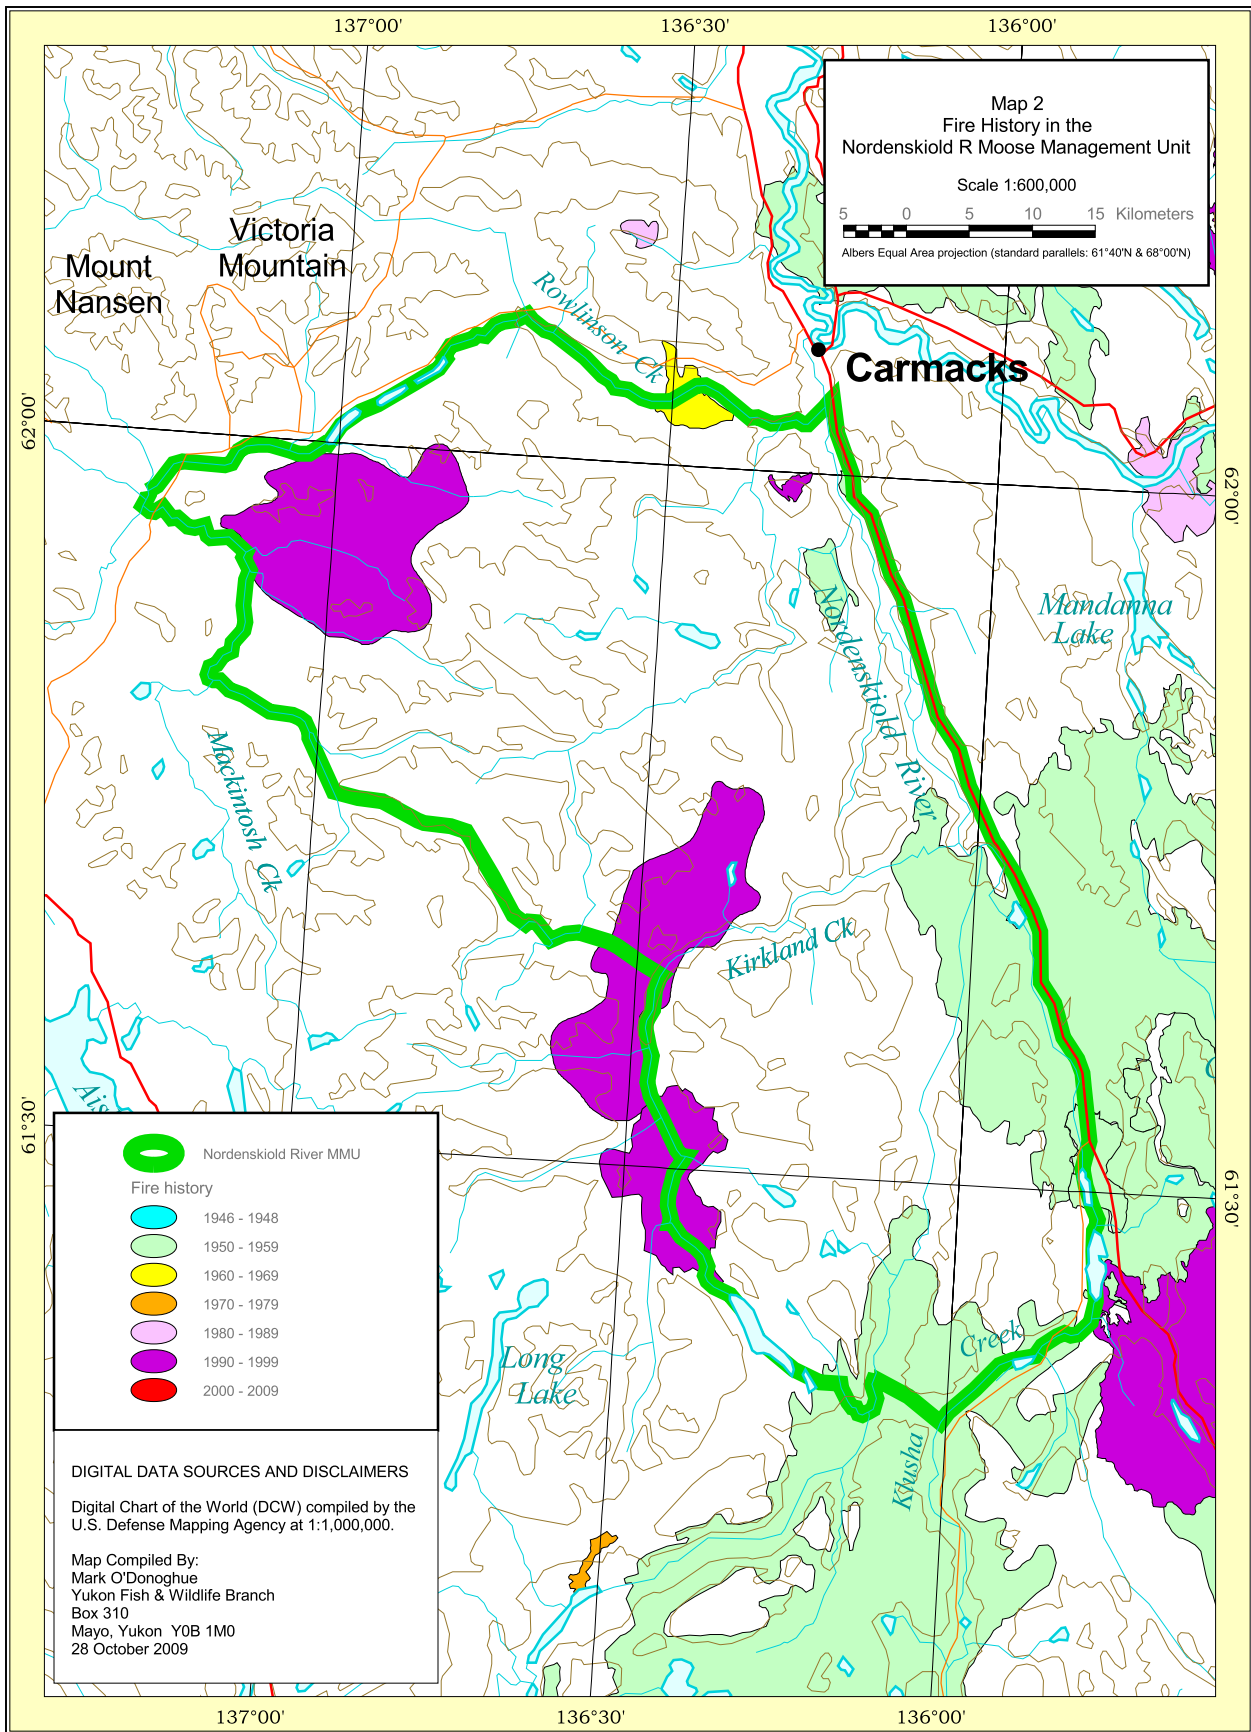 137°00'
136°30'
136°00'
Map 2
Fire History in the
Nordenskiold R Moose Management Unit
Scale 1:600,000
5 0 5 10 15 Kilometers
Albers Equal Area projection (standard parallels: 61°40'N & 68°00'N)
Victoria
Mountain
Mount
Nansen
Rowlinson Ck
Carmacks
62°00'
62°00'
Mandanna
Lake
Nordenskiold River
Mackintosh Ck
Kirkland Ck
Ais
C
61°30'
61°30'
Nordenskiold River MMU
Fire history
1946 - 1948
1950 - 1959
1960 - 1969
1970 - 1979
1980 - 1989
1990 - 1999
2000 - 2009
Long
Lake
Klusha
Creek
DIGITAL DATA SOURCES AND DISCLAIMERS
Digital Chart of the World (DCW) compiled by the
U.S. Defense Mapping Agency at 1:1,000,000.
Map Compiled By:
Mark O'Donoghue
Yukon Fish & Wildlife Branch
Box 310
Mayo, Yukon  Y0B 1M0
28 October 2009
137°00'
136°30'
136°00'